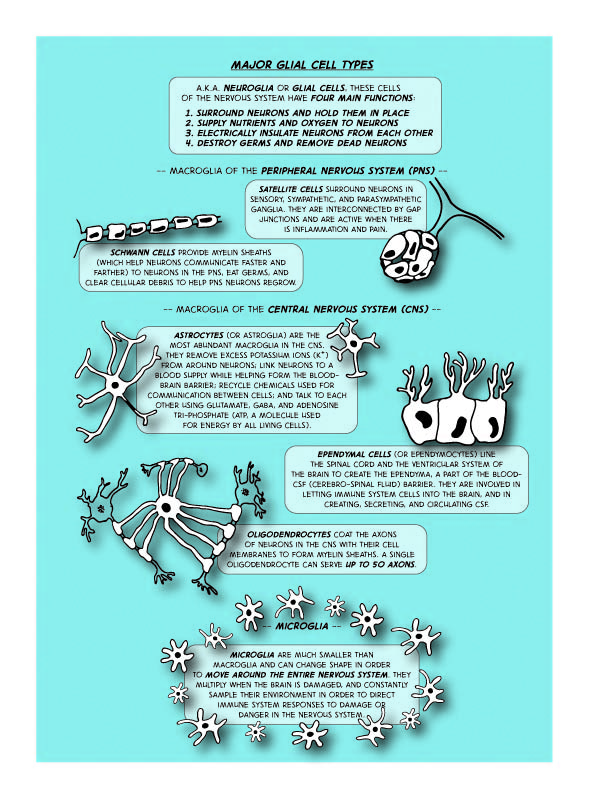 MAJOR GLIAL CELL TYPES
A.K.A. NEUROGLIA OR GLIAL CELLS, THESE CELLS
OF THE NERVOUS SYSTEM HAVE FOUR MAIN FUNCTIONS:
1. SURROUND NEURONS AND HOLD THEM IN PLACE
2. SUPPLY NUTRIENTS AND OXYGEN TO NEURONS
3. ELECTRICALLY INSULATE NEURONS FROM EACH OTHER
4. DESTROY GERMS AND REMOVE DEAD NEURONS
-- MACROGLIA OF THE PERIPHERAL NERVOUS SYSTEM (PNS) --
SATELLITE CELLS SURROUND NEURONS IN
SENSORY, SYMPATHETIC, AND PARASYMPATHETIC
GANGLIA. THEY ARE INTERCONNECTED BY GAP
JUNCTIONS AND ARE ACTIVE WHEN THERE
IS INFLAMMATION AND PAIN.
SCHWANN CELLS PROVIDE MYELIN SHEATHS
(WHICH HELP NEURONS COMMUNICATE FASTER AND
FARTHER) TO NEURONS IN THE PNS, EAT GERMS, AND
CLEAR CELLULAR DEBRIS TO HELP PNS NEURONS REGROW.
-- MACROGLIA OF THE CENTRAL NERVOUS SYSTEM (CNS) --
ASTROCYTES (OR ASTROGLIA) ARE THE
MOST ABUNDANT MACROGLIA IN THE CNS.
THEY REMOVE EXCESS POTASSIUM IONS (K⁺)
FROM AROUND NEURONS; LINK NEURONS TO A
BLOOD SUPPLY WHILE HELPING FORM THE BLOOD-
BRAIN BARRIER; RECYCLE CHEMICALS USED FOR
COMMUNICATION BETWEEN CELLS; AND TALK TO EACH
OTHER USING GLUTAMATE, GABA, AND ADENOSINE
TRI-PHOSPHATE (ATP, A MOLECULE USED
FOR ENERGY BY ALL LIVING CELLS).
EPENDYMAL CELLS (OR EPENDYMOCYTES) LINE
THE SPINAL CORD AND THE VENTRICULAR SYSTEM OF
THE BRAIN TO CREATE THE EPENDYMA, A PART OF THE BLOOD-
CSF (CEREBRO-SPINAL FLUID) BARRIER. THEY ARE INVOLVED IN
LETTING IMMUNE SYSTEM CELLS INTO THE BRAIN, AND IN
CREATING, SECRETING, AND CIRCULATING CSF.
OLIGODENDROCYTES COAT THE AXONS
OF NEURONS IN THE CNS WITH THEIR CELL
MEMBRANES TO FORM MYELIN SHEATHS. A SINGLE
OLIGODENDROCYTE CAN SERVE UP TO 50 AXONS.
-- MICROGLIA --
MICROGLIA ARE MUCH SMALLER THAN
MACROGLIA AND CAN CHANGE SHAPE IN ORDER
TO MOVE AROUND THE ENTIRE NERVOUS SYSTEM. THEY
MULTIPLY WHEN THE BRAIN IS DAMAGED, AND CONSTANTLY
SAMPLE THEIR ENVIRONMENT IN ORDER TO DIRECT
IMMUNE SYSTEM RESPONSES TO DAMAGE OR
DANGER IN THE NERVOUS SYSTEM